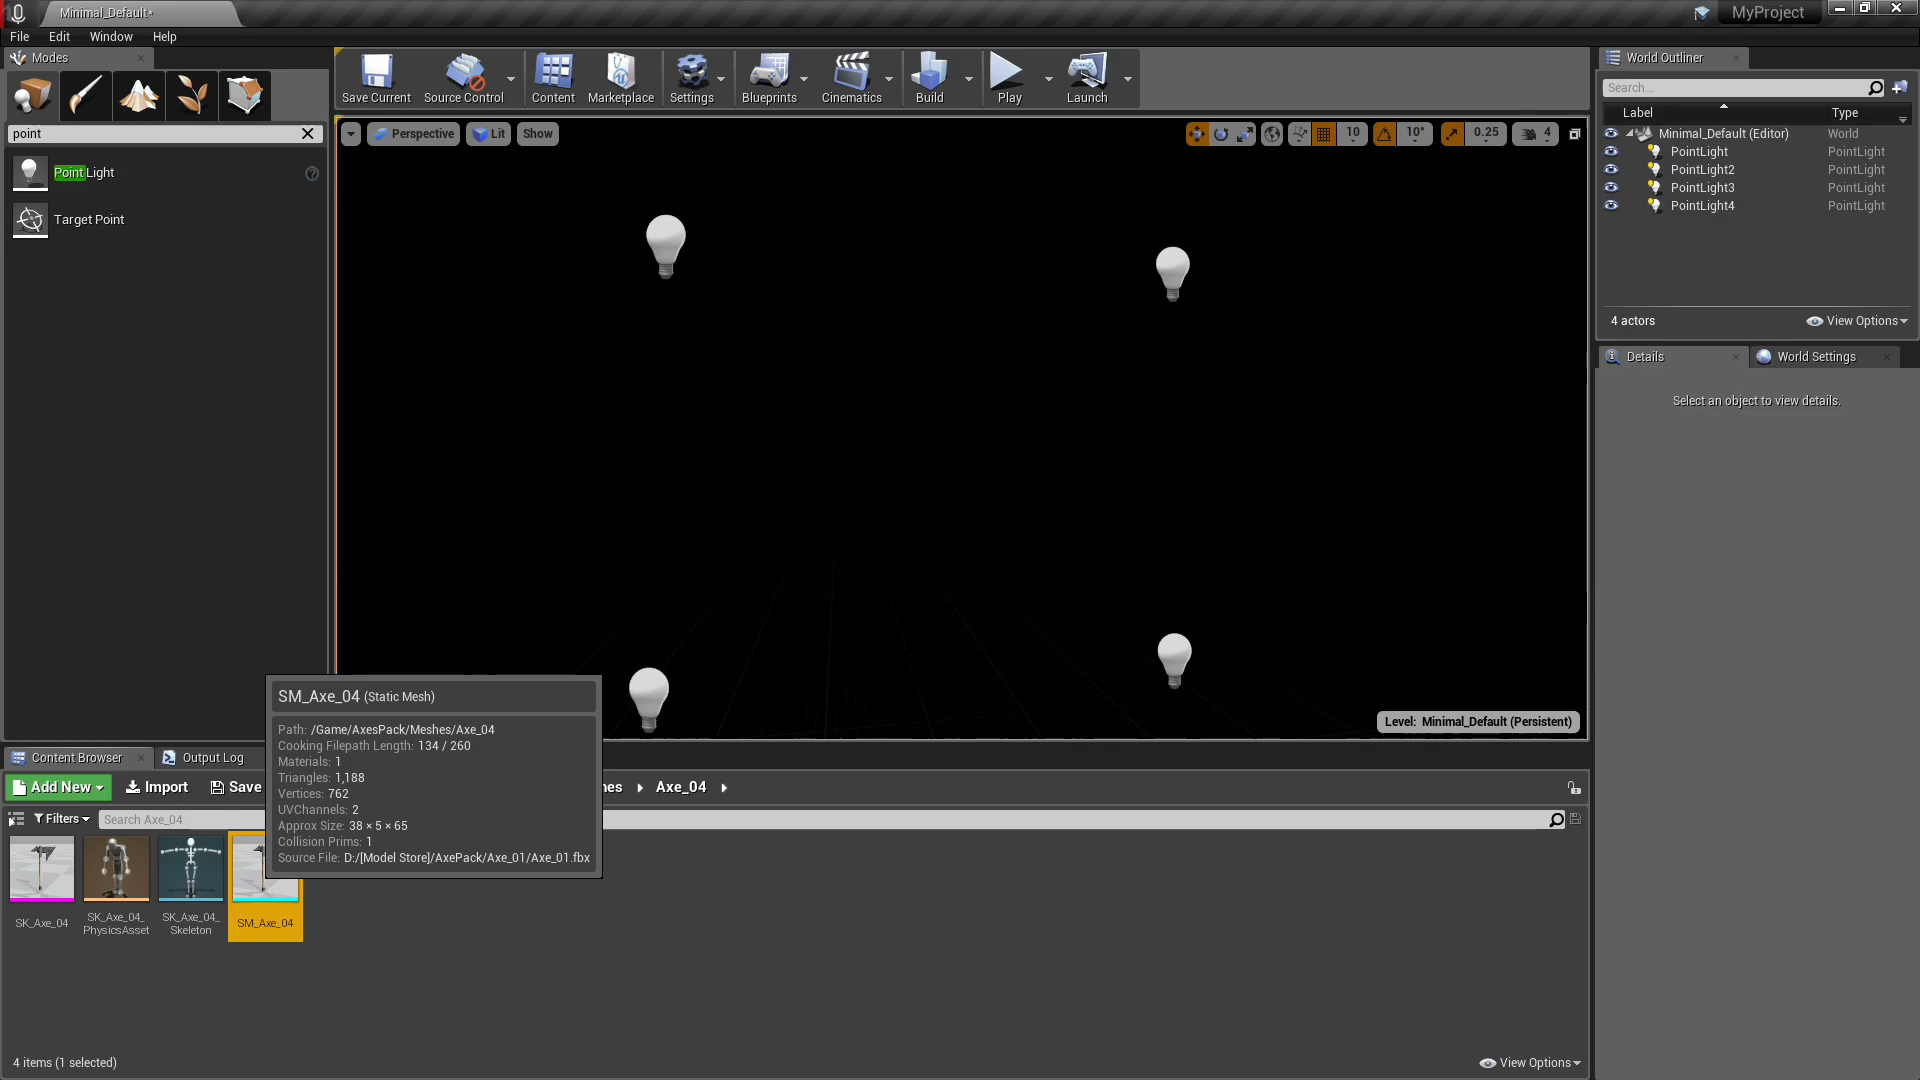 Minimal_Default*
MyProject
File Edit Window Help
Modes
point
PointLight
Target Point
Save Current Source Control Content Marketplace Settings Blueprints Cinematics Build Play Launch
Perspective Lit Show
10 10° 0.25 4
Level: Minimal_Default (Persistent)
World Outliner
Search...
Label Type
Minimal_Default (Editor) World
PointLight PointLight
PointLight2 PointLight
PointLight3 PointLight
PointLight4 PointLight
4 actors View Options
Details World Settings
Select an object to view details.
SM_Axe_04 (Static Mesh)
Path: /Game/AxesPack/Meshes/Axe_04
Cooking Filepath Length: 134 / 260
Materials: 1
Triangles: 1,188
Vertices: 762
UVChannels: 2
Approx Size: 38 × 5 × 65
Collision Prims: 1
Source File: D:/[Model Store]/AxePack/Axe_01/Axe_01.fbx
Content Browser Output Log
Add New Import Save hes Axe_04
Filters Search Axe_04
SK_Axe_04
SK_Axe_04_
PhysicsAsset
SK_Axe_04_
Skeleton
SM_Axe_04
4 items (1 selected) View Options